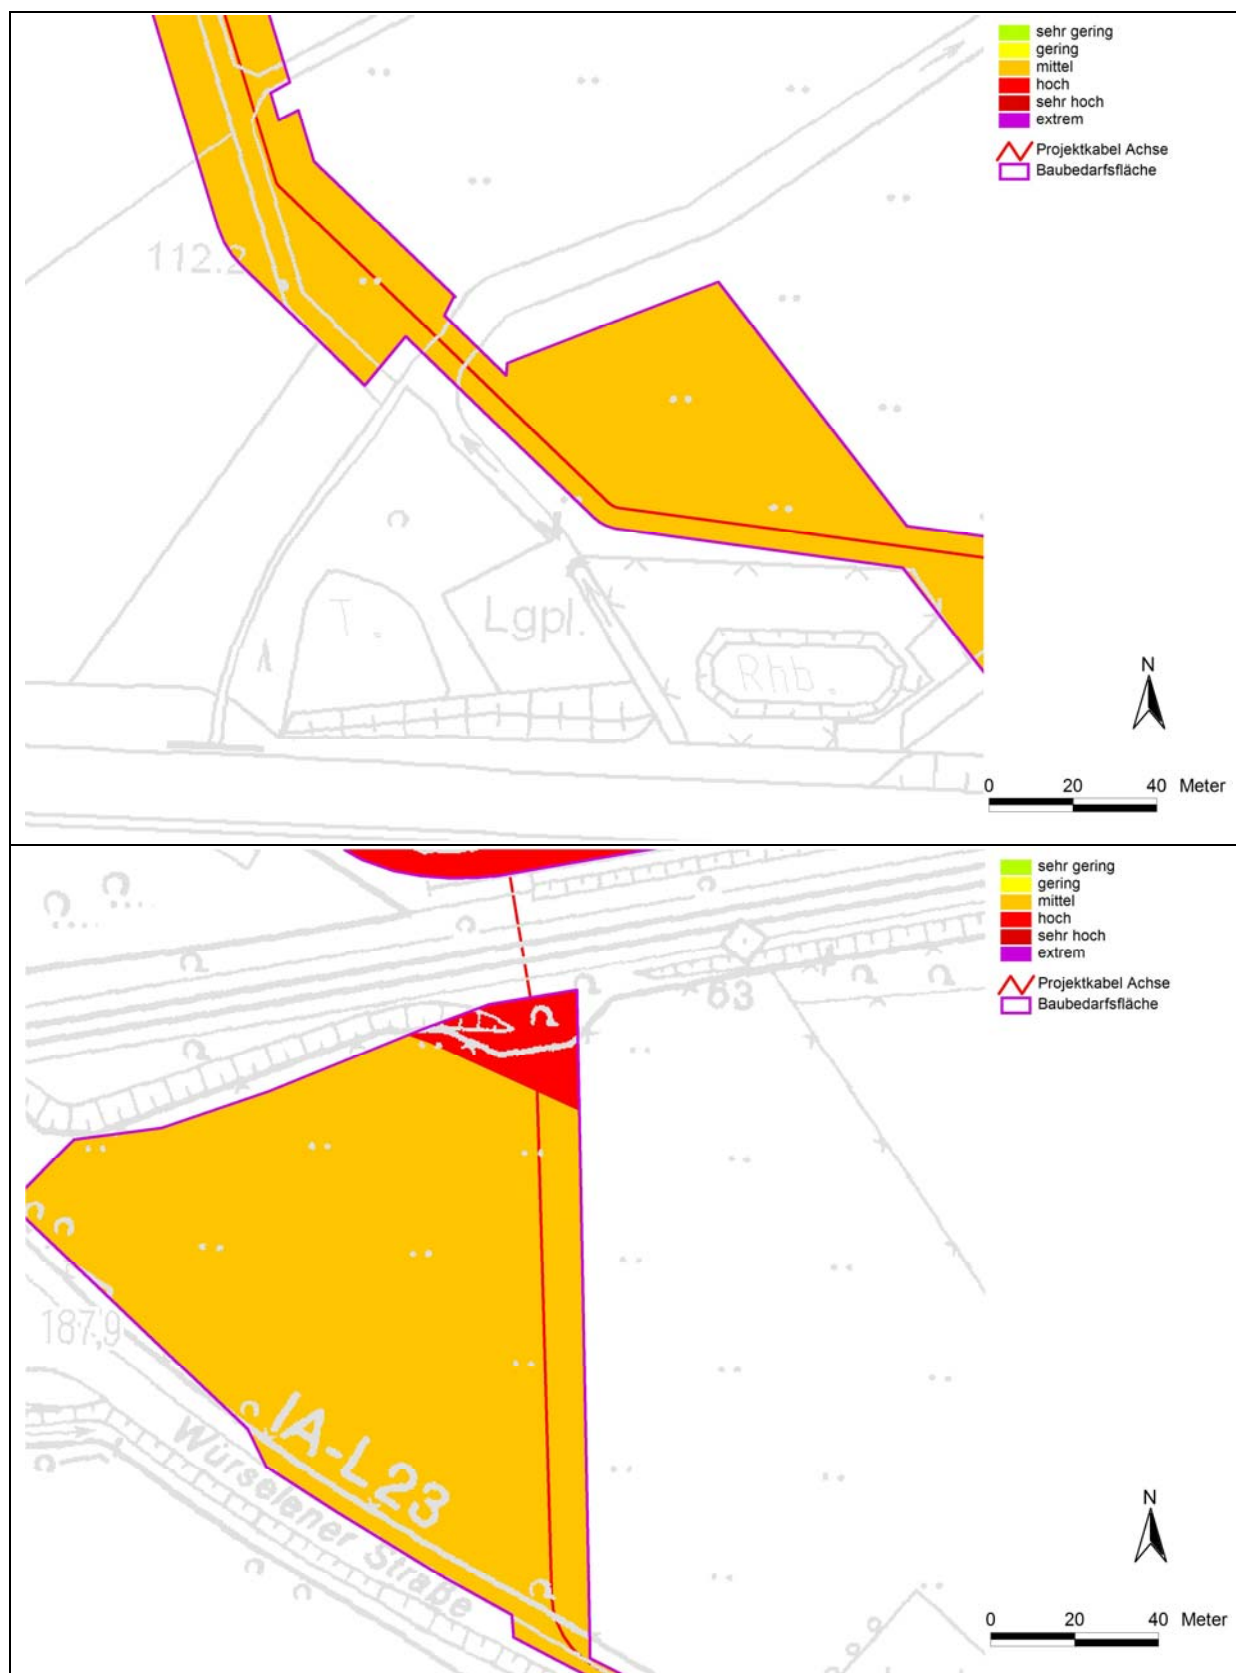 sehr gering
gering
mittel
hoch
sehr hoch
extrem
Projektkabel Achse
Baubedarfsfläche
112.2
T.
Lgpl.
Rhb.
N
0 20 40 Meter
sehr gering
gering
mittel
hoch
sehr hoch
extrem
Projektkabel Achse
Baubedarfsfläche
63
187,9
IA-L23
Würselener Straße
N
0 20 40 Meter